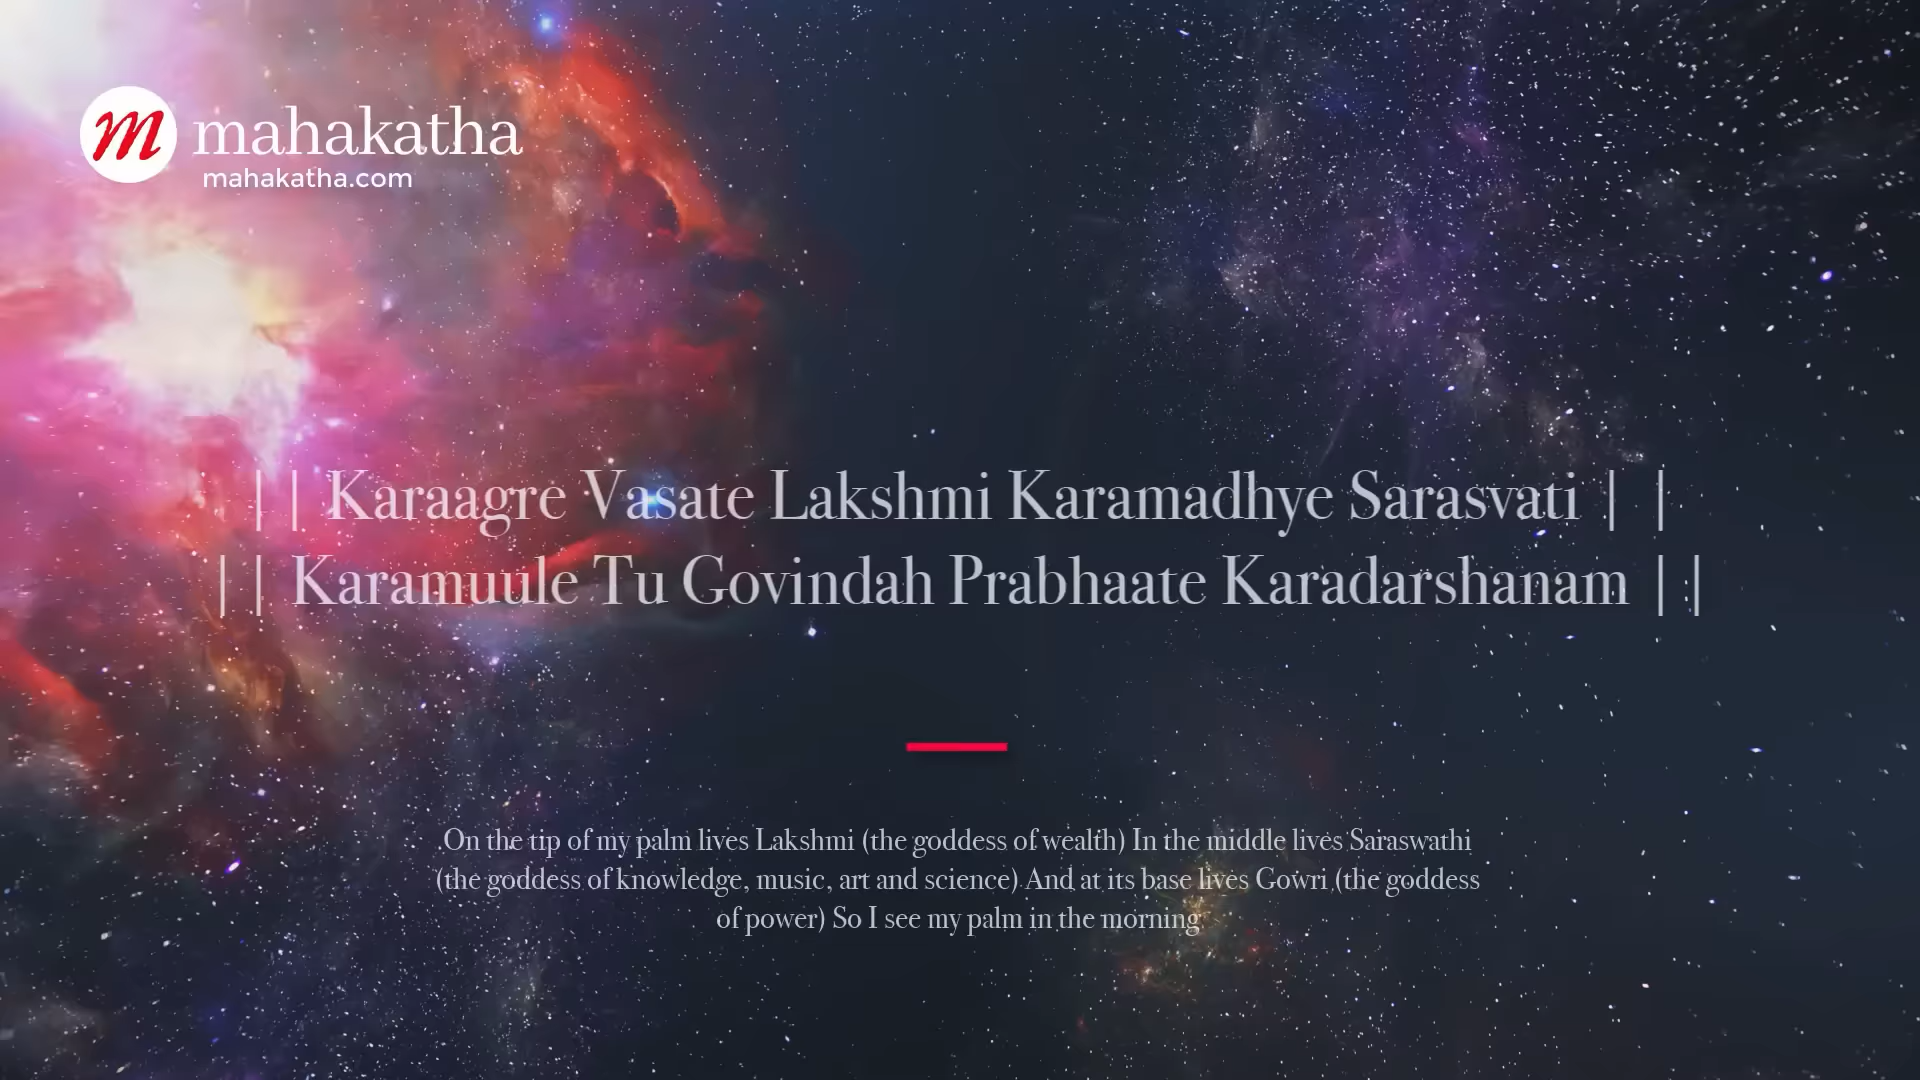 m mahakatha
mahakatha.com
|| Karaagre Vasate Lakshmi Karamadhye Sarasvati ||
|| Karamuule Tu Govindah Prabhaate Karadarshanam ||
On the tip of my palm lives Lakshmi (the goddess of wealth) In the middle lives Saraswathi
(the goddess of knowledge, music, art and science) And at its base lives Gowri (the goddess
of power) So I see my palm in the morning